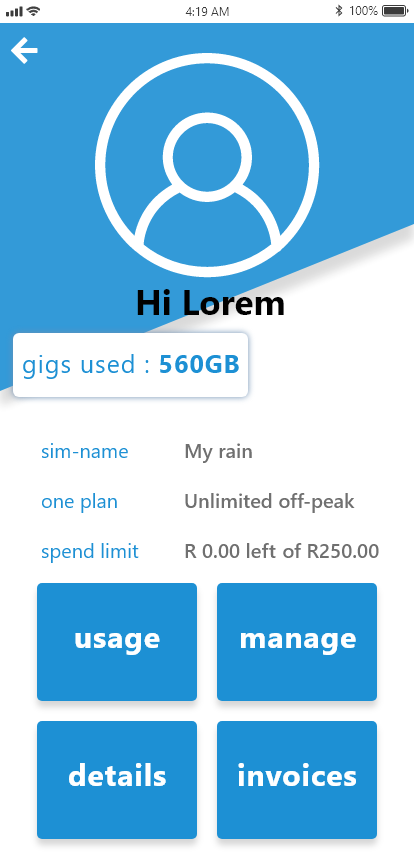 4:19 AM 100%
Hi Lorem
gigs used : 560GB
sim-name My rain
one plan Unlimited off-peak
spend limit R 0.00 left of R250.00
usage manage
details invoices